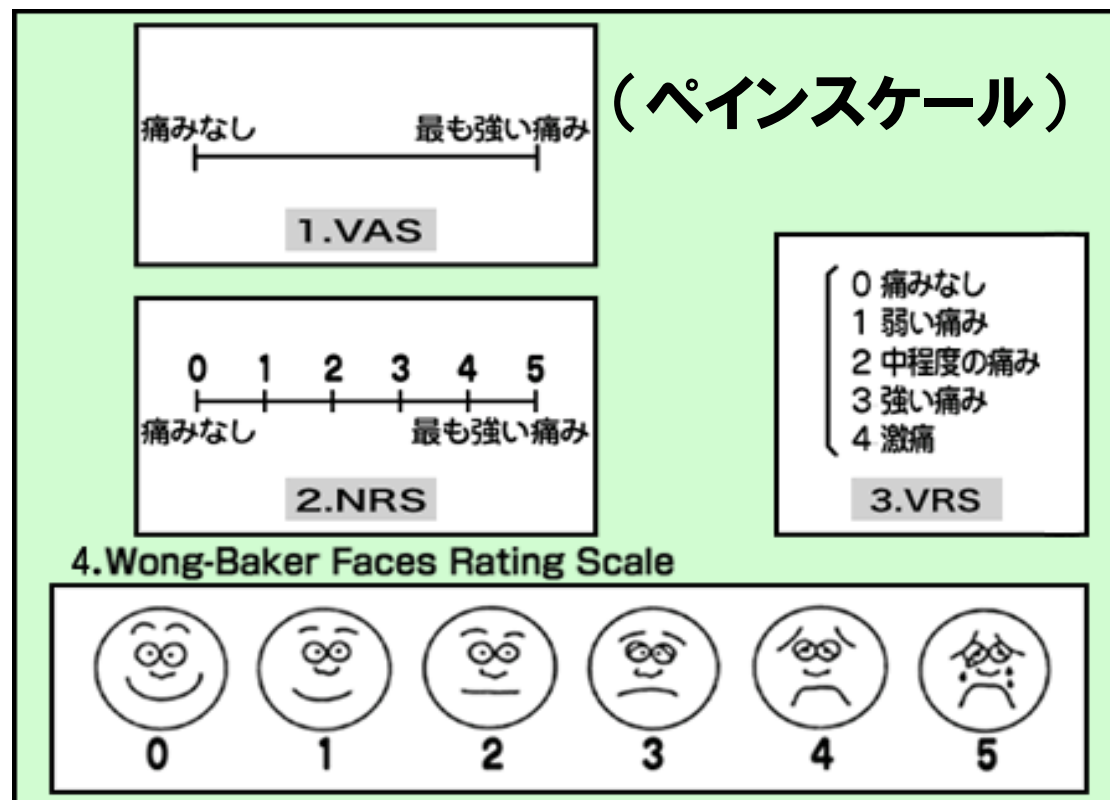 (ペインスケール)
痛みなし 最も強い痛み
1.VAS
0 1 2 3 4 5
痛みなし 最も強い痛み
2.NRS
0 痛みなし
1 弱い痛み
2 中程度の痛み
3 強い痛み
4 激痛
3.VRS
4.Wong-Baker Faces Rating Scale
0 1 2 3 4 5